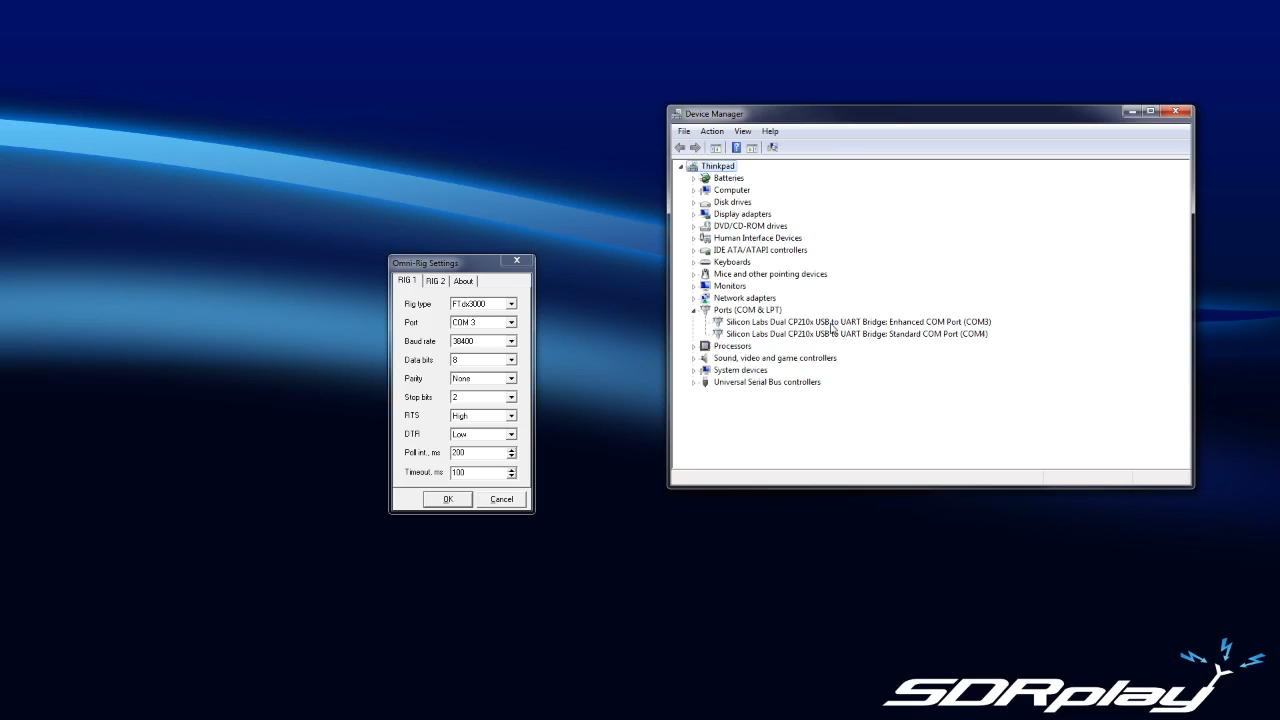 Device Manager
File Action View Help
Thinkpad
Batteries
Computer
Disk drives
Display adapters
DVD/CD-ROM drives
Human Interface Devices
IDE ATA/ATAPI controllers
Keyboards
Mice and other pointing devices
Monitors
Network adapters
Ports (COM & LPT)
Silicon Labs Dual CP210x USB to UART Bridge: Enhanced COM Port (COM3)
Silicon Labs Dual CP210x USB to UART Bridge: Standard COM Port (COM4)
Processors
Sound, video and game controllers
System devices
Universal Serial Bus controllers
Omni-Rig Settings
RIG 1 RIG 2 About
Rig type FTdx3000
Port COM 3
Baud rate 38400
Data bits 8
Parity None
Stop bits 2
RTS High
DTR Low
Poll int., ms 200
Timeout, ms 100
OK Cancel
SDRplay